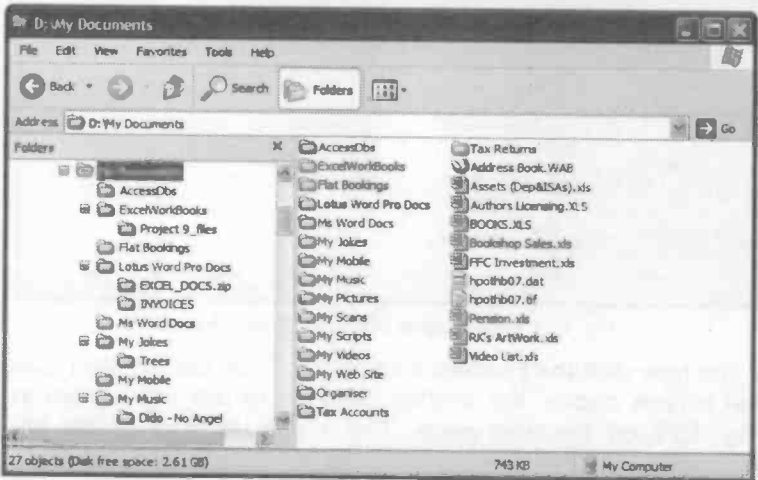 D:\My Documents
File Edit View Favorites Tools Help
Back Search Folders
Address D:\My Documents Go
Folders
AccessDbs
ExcelWorkBooks
Project 9_files
Flat Bookings
Lotus Word Pro Docs
EXCEL_DOCS.zip
INVOICES
Ms Word Docs
My Jokes
Trees
My Mobile
My Music
Dido - No Angel
AccessDbs
ExcelWorkBooks
Flat Bookings
Lotus Word Pro Docs
Ms Word Docs
My Jokes
My Mobile
My Music
My Pictures
My Scans
My Scripts
My Videos
My Web Site
Organiser
Tax Accounts
Tax Returns
Address Book.WAB
Assets (Dep&ISAs).xls
Authors Licensing.XLS
BOOKS.XLS
Bookshop Sales.xls
FFC Investment.xls
hpothb07.dat
hpothb07.tif
Pension.xls
RK's ArtWork.xls
Video List.xls
27 objects (Disk free space: 2.61 GB) 743 KB My Computer